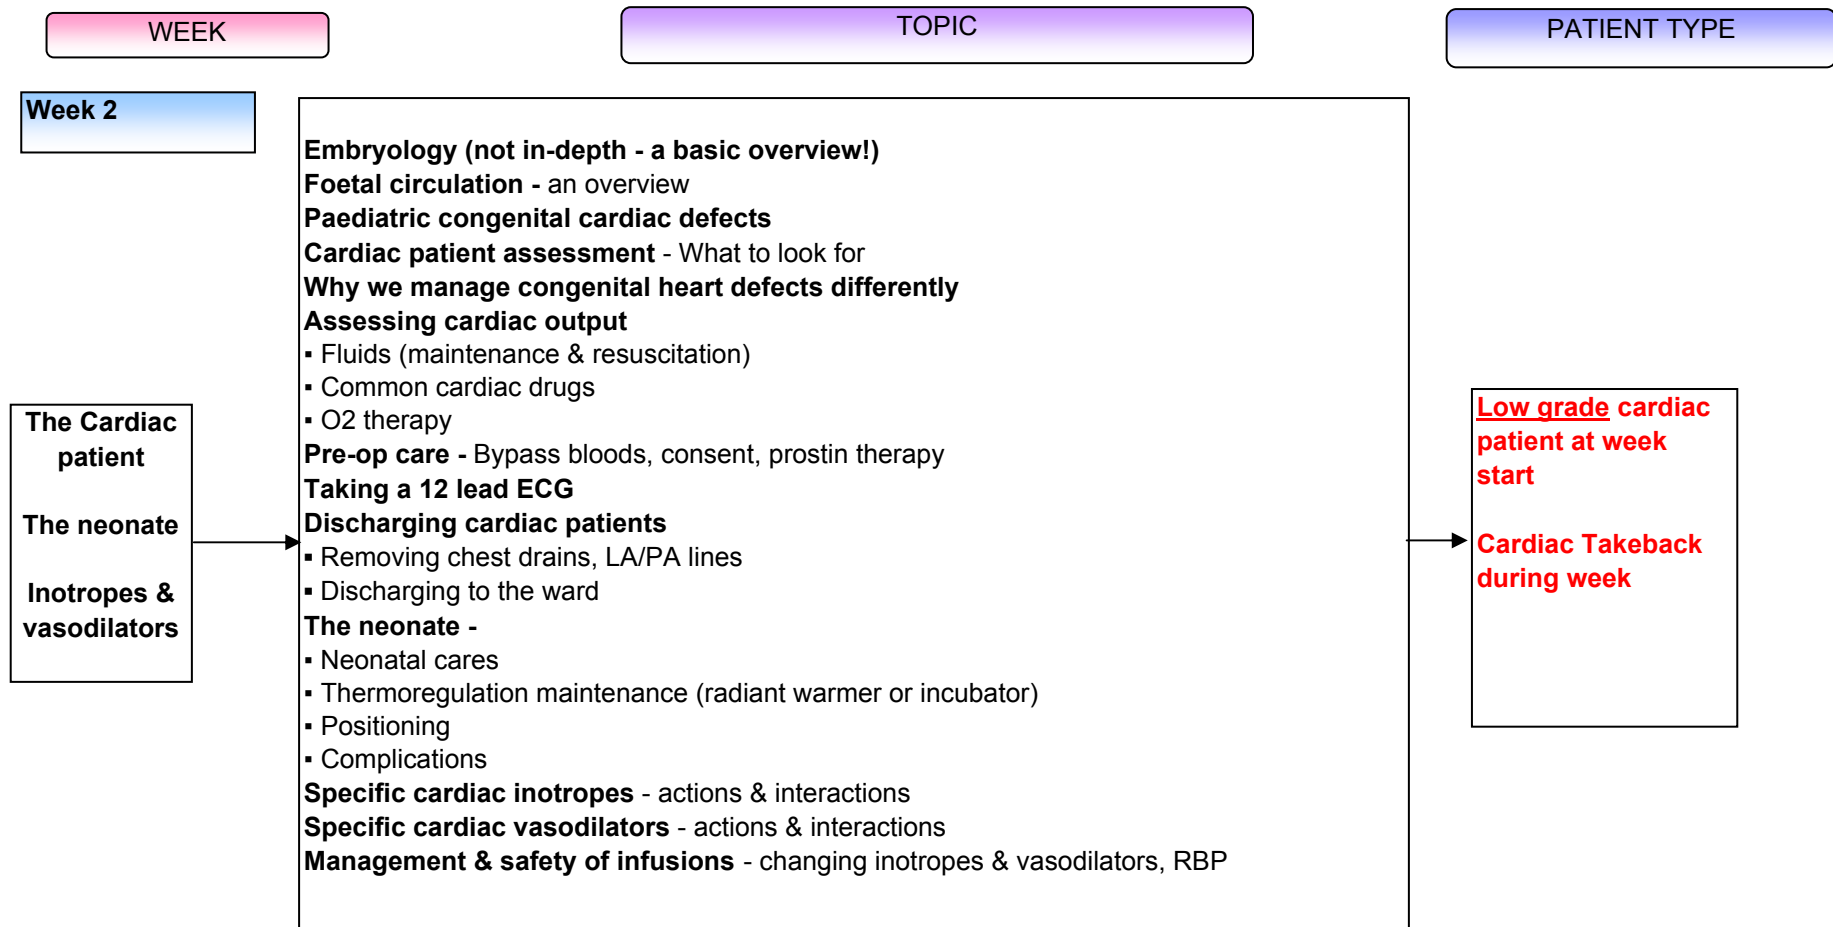 WEEK
TOPIC
PATIENT TYPE
Week 2
The Cardiac
patient
The neonate
Inotropes &
vasodilators
Embryology (not in-depth - a basic overview!)
Foetal circulation - an overview
Paediatric congenital cardiac defects
Cardiac patient assessment - What to look for
Why we manage congenital heart defects differently
Assessing cardiac output
▪ Fluids (maintenance & resuscitation)
▪ Common cardiac drugs
▪ O2 therapy
Pre-op care - Bypass bloods, consent, prostin therapy
Taking a 12 lead ECG
Discharging cardiac patients
▪ Removing chest drains, LA/PA lines
▪ Discharging to the ward
The neonate -
▪ Neonatal cares
▪ Thermoregulation maintenance (radiant warmer or incubator)
▪ Positioning
▪ Complications
Specific cardiac inotropes - actions & interactions
Specific cardiac vasodilators - actions & interactions
Management & safety of infusions - changing inotropes & vasodilators, RBP
Low grade cardiac
patient at week
start
Cardiac Takeback
during week